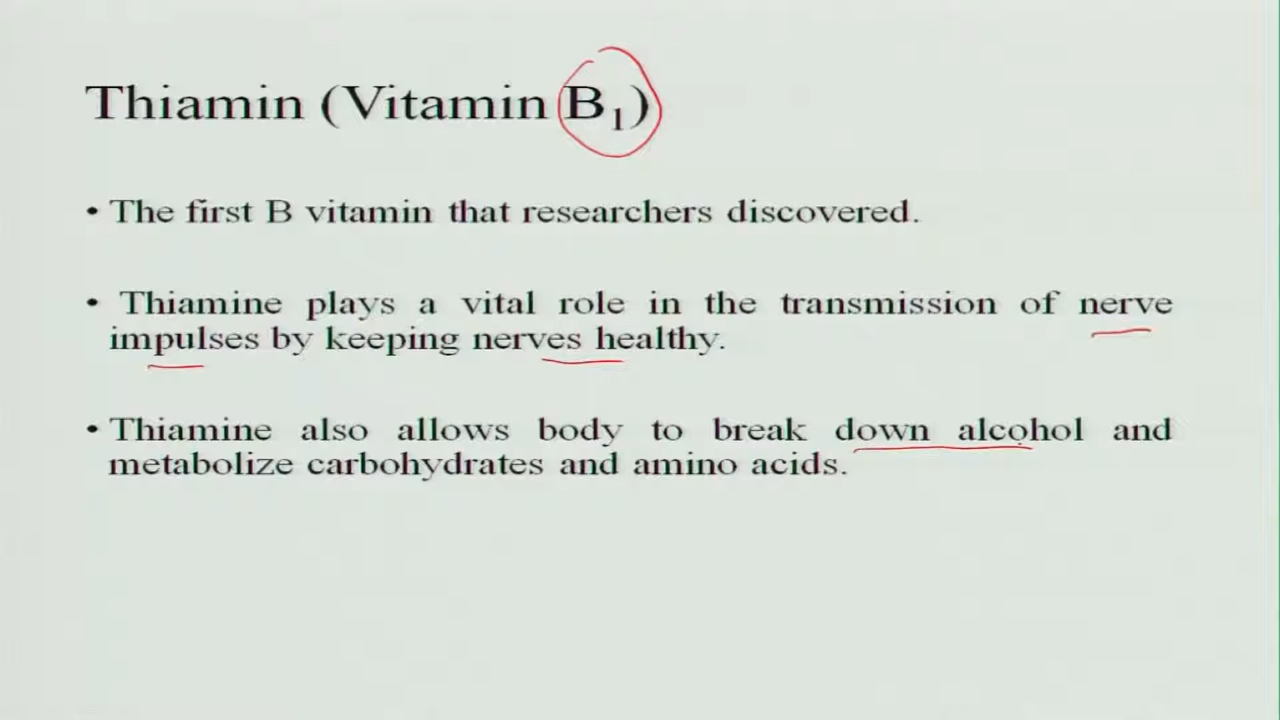 Thiamin (Vitamin B₁)
• The first B vitamin that researchers discovered.
• Thiamine plays a vital role in the transmission of nerve
impulses by keeping nerves healthy.
• Thiamine also allows body to break down alcohol and
metabolize carbohydrates and amino acids.